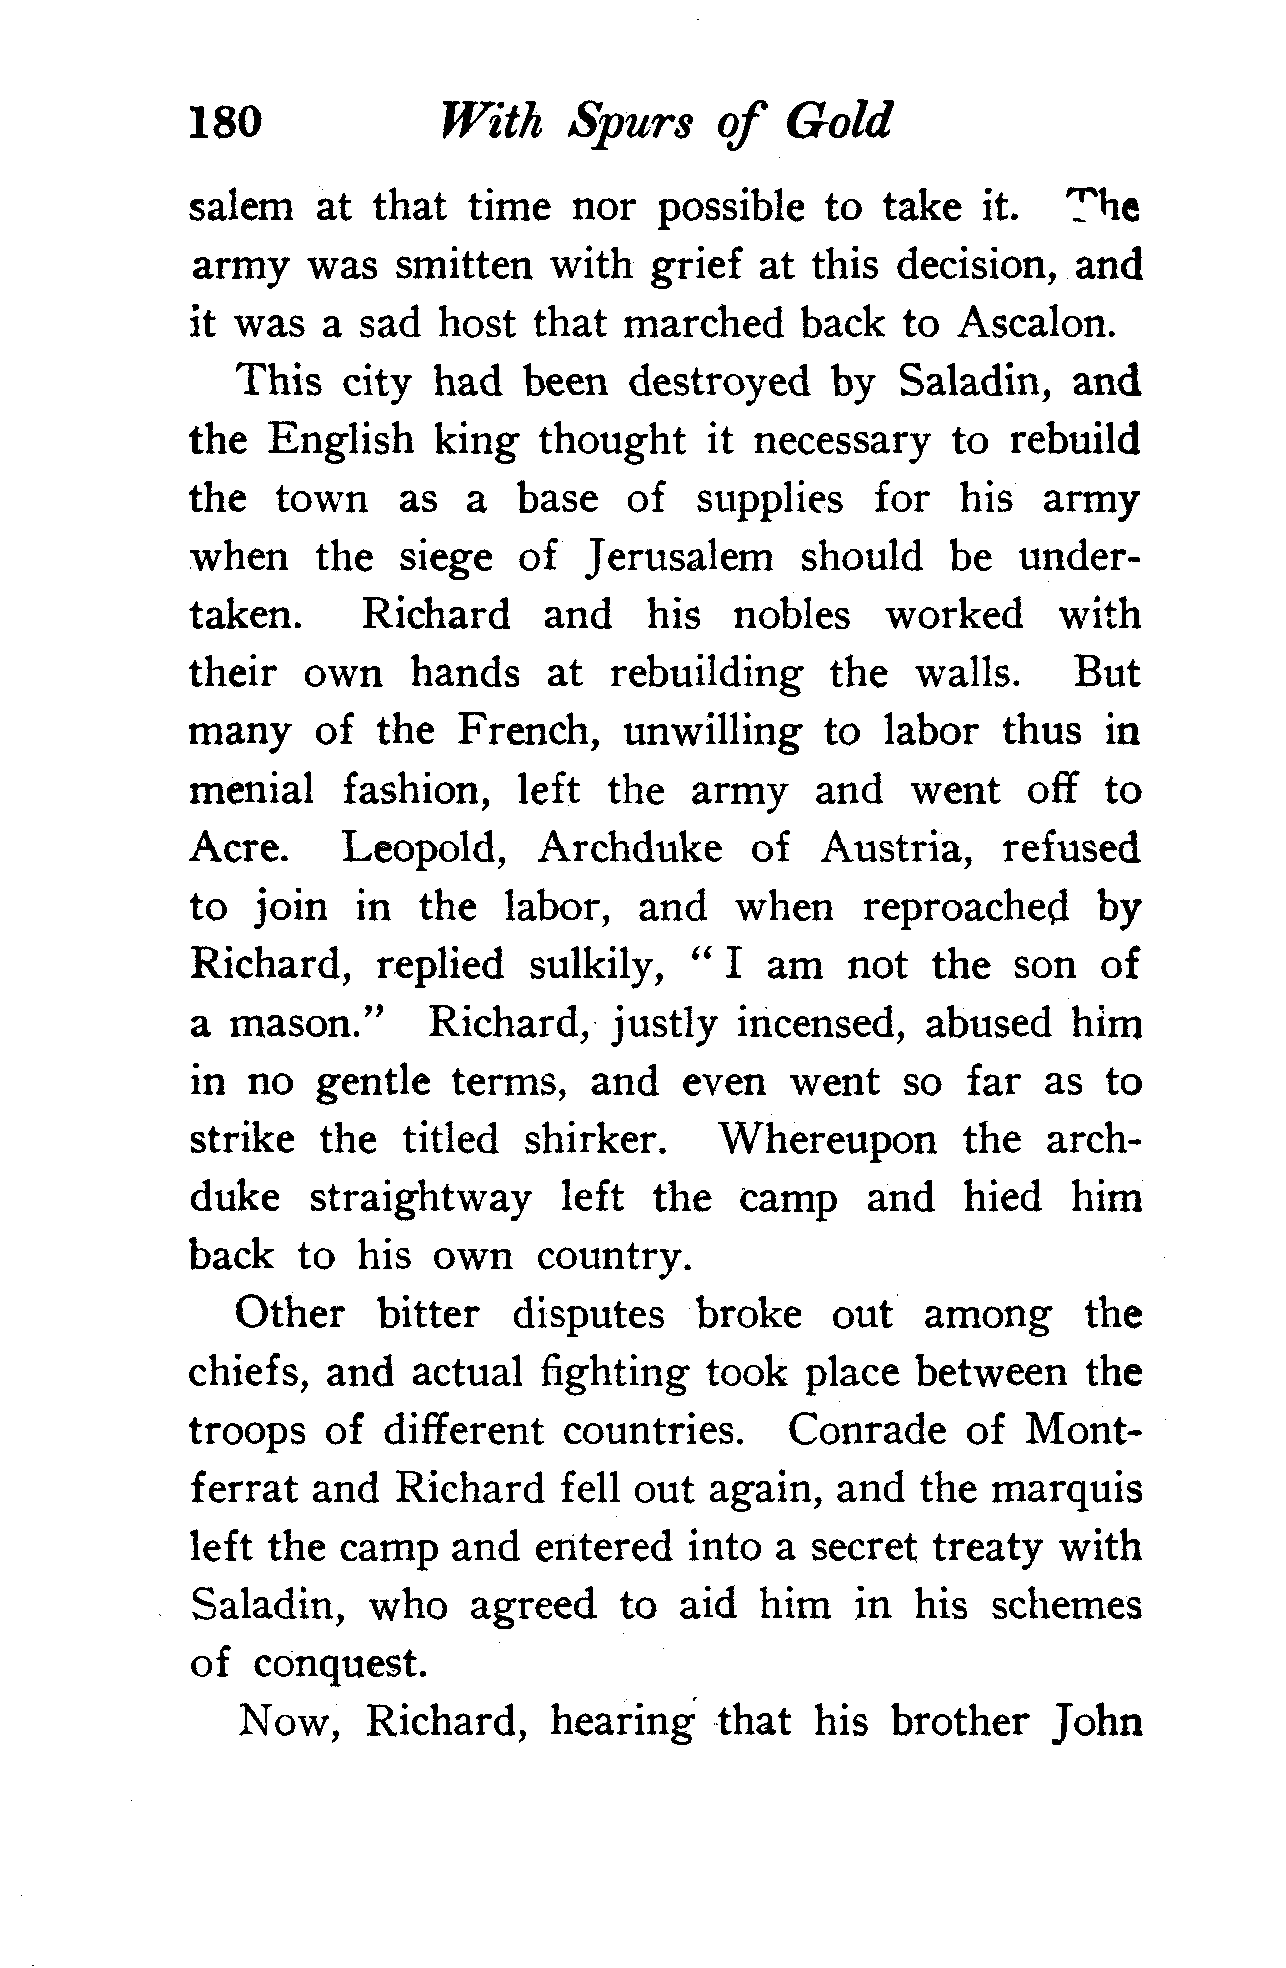 180 With Spurs of Gold
salem at that time nor possible to take it. The
army was smitten with grief at this decision, and
it was a sad host that marched back to Ascalon.
This city had been destroyed by Saladin, and
the English king thought it necessary to rebuild
the town as a base of supplies for his army
when the siege of Jerusalem should be under-
taken. Richard and his nobles worked with
their own hands at rebuilding the walls. But
many of the French, unwilling to labor thus in
menial fashion, left the army and went off to
Acre. Leopold, Archduke of Austria, refused
to join in the labor, and when reproached by
Richard, replied sulkily, “ I am not the son of
a mason.” Richard, justly incensed, abused him
in no gentle terms, and even went so far as to
strike the titled shirker. Whereupon the arch-
duke straightway left the camp and hied him
back to his own country.
Other bitter disputes broke out among the
chiefs, and actual fighting took place between the
troops of different countries. Conrade of Mont-
ferrat and Richard fell out again, and the marquis
left the camp and entered into a secret treaty with
Saladin, who agreed to aid him in his schemes
of conquest.
Now, Richard, hearing that his brother John